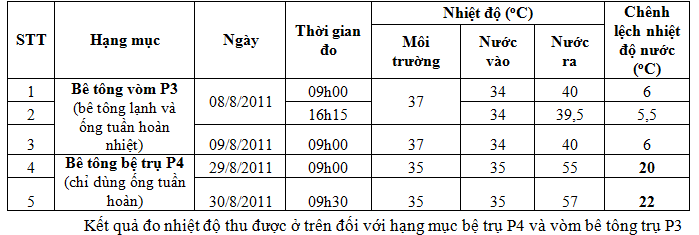 STT Hạng mục Ngày Thời gian đo Nhiệt độ (ºC) Chênh lệch nhiệt độ nước (ºC)
Môi trường Nước vào Nước ra
1 Bê tông vòm P3 (bê tông lạnh và ống tuần hoàn nhiệt) 08/8/2011 09h00 37 34 40 6
2 16h15 34 39,5 5,5
3 09/8/2011 09h00 37 34 40 6
4 Bê tông bệ trụ P4 (chỉ dùng ống tuần hoàn) 29/8/2011 09h00 35 35 55 20
5 30/8/2011 09h30 35 35 57 22
Kết quả đo nhiệt độ thu được ở trên đối với hạng mục bệ trụ P4 và vòm bê tông trụ P3